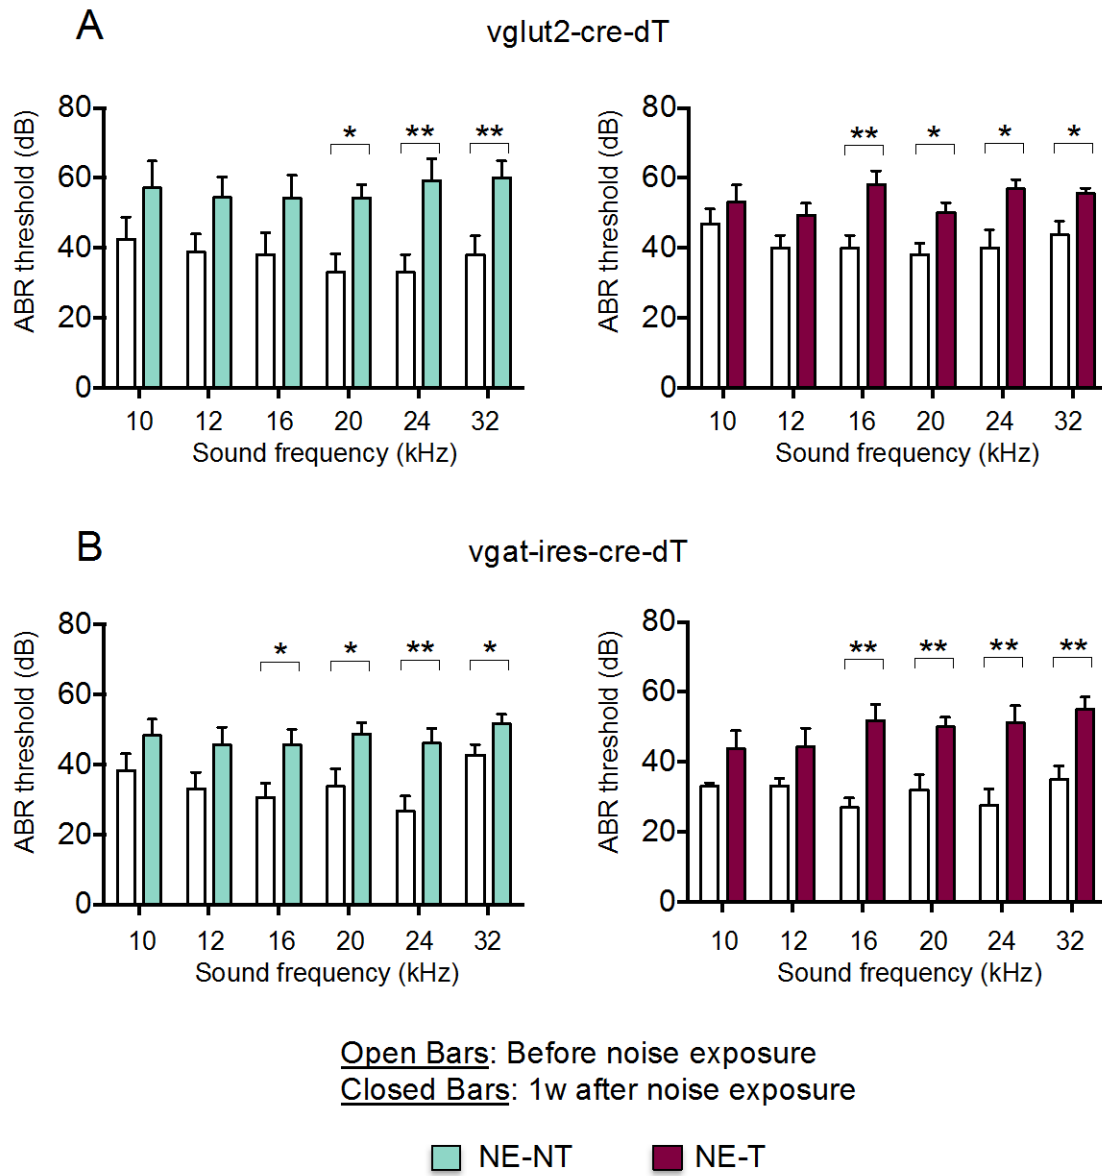 A
vglut2-cre-dT
ABR threshold (dB)
80
60
40
20
0
* ** **
10 12 16 20 24 32
Sound frequency (kHz)
ABR threshold (dB)
80
60
40
20
0
** * * *
10 12 16 20 24 32
Sound frequency (kHz)
B
vgat-ires-cre-dT
ABR threshold (dB)
80
60
40
20
0
* * ** *
10 12 16 20 24 32
Sound frequency (kHz)
ABR threshold (dB)
80
60
40
20
0
** ** ** **
10 12 16 20 24 32
Sound frequency (kHz)
Open Bars: Before noise exposure
Closed Bars: 1w after noise exposure
NE-NT NE-T